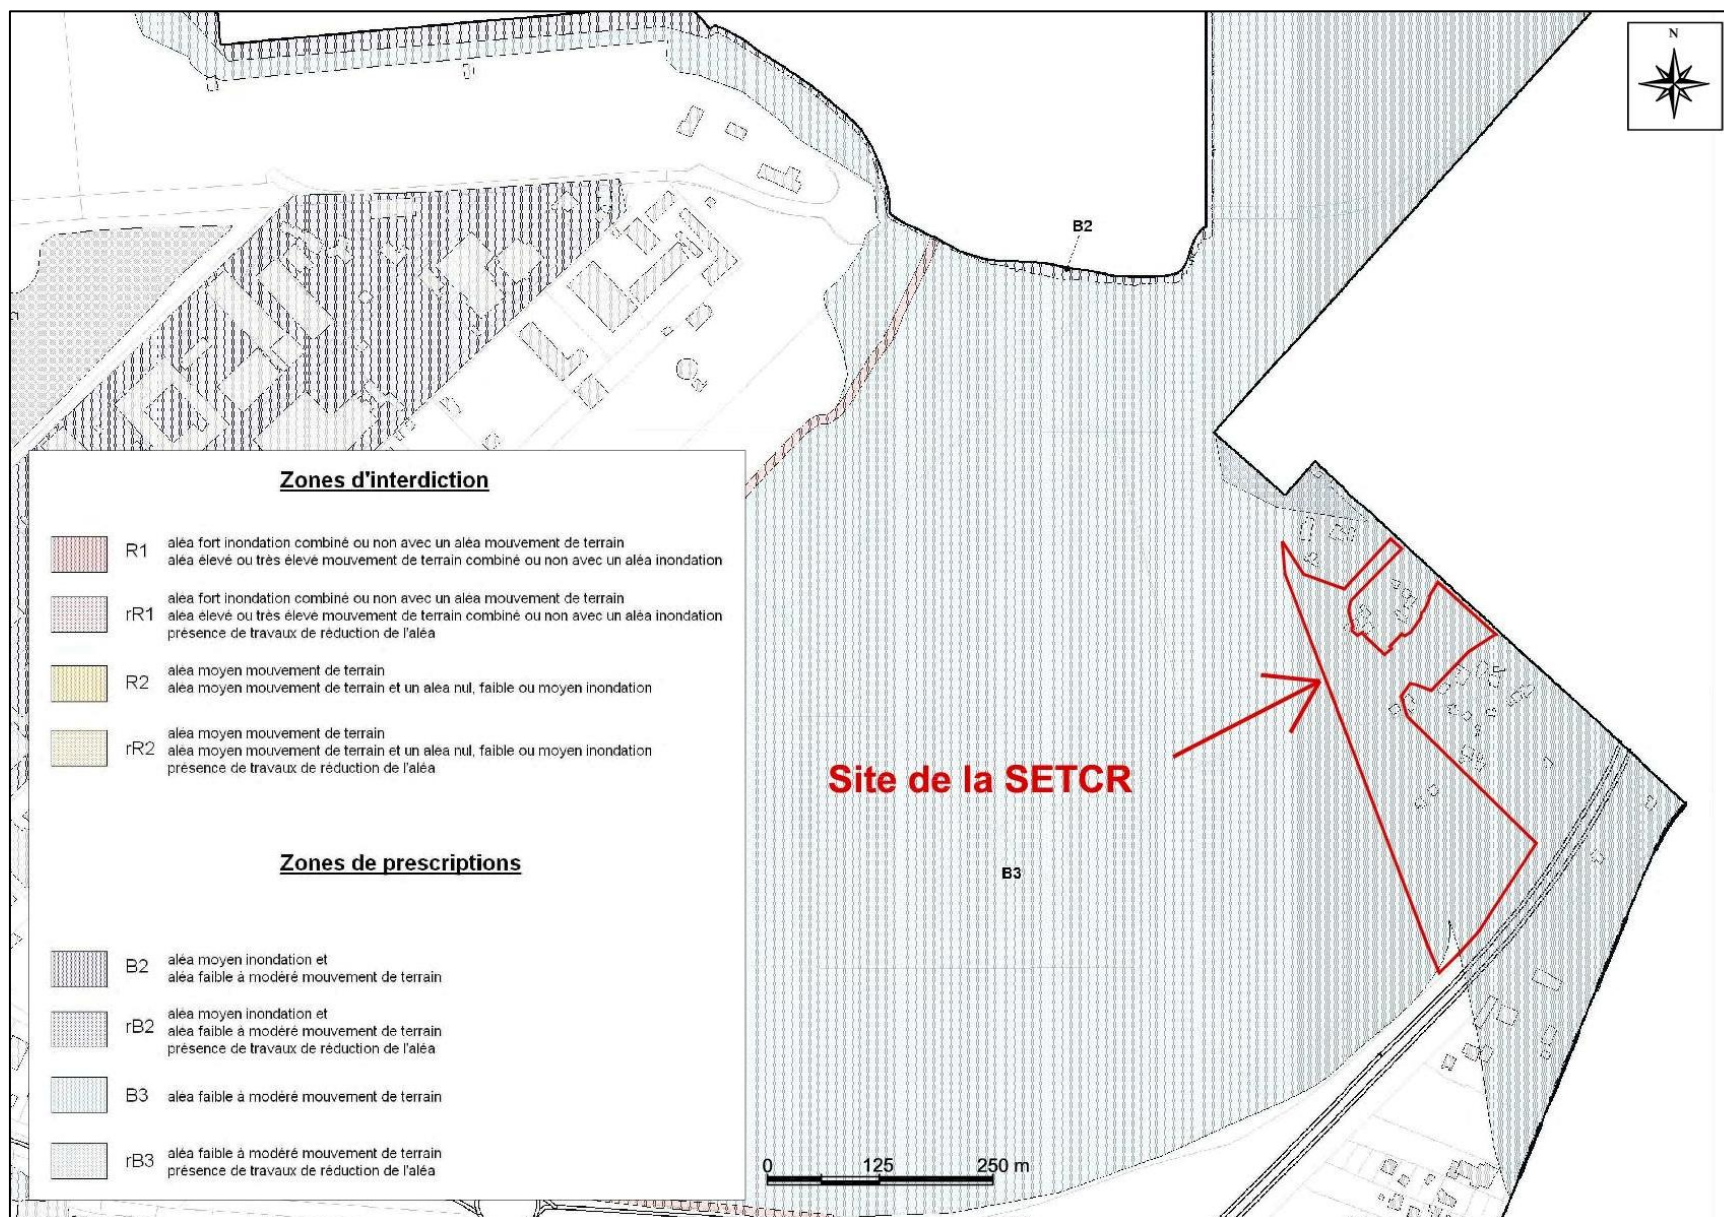 N
B2
Zones d'interdiction
R1
aléa fort inondation combiné ou non avec un aléa mouvement de terrain
aléa élevé ou très élevé mouvement de terrain combiné ou non avec un aléa inondation
rR1
aléa fort inondation combiné ou non avec un aléa mouvement de terrain
aléa élevé ou très élevé mouvement de terrain combiné ou non avec un aléa inondation
présence de travaux de réduction de l'aléa
R2
aléa moyen mouvement de terrain
aléa moyen mouvement de terrain et un aléa nul, faible ou moyen inondation
rR2
aléa moyen mouvement de terrain
aléa moyen mouvement de terrain et un aléa nul, faible ou moyen inondation
présence de travaux de réduction de l'aléa
Zones de prescriptions
B2
aléa moyen inondation et
aléa faible à modéré mouvement de terrain
rB2
aléa moyen inondation et
aléa faible à modéré mouvement de terrain
présence de travaux de réduction de l'aléa
B3
aléa faible à modéré mouvement de terrain
rB3
aléa faible à modéré mouvement de terrain
présence de travaux de réduction de l'aléa
Site de la SETCR
B3
0 125 250 m